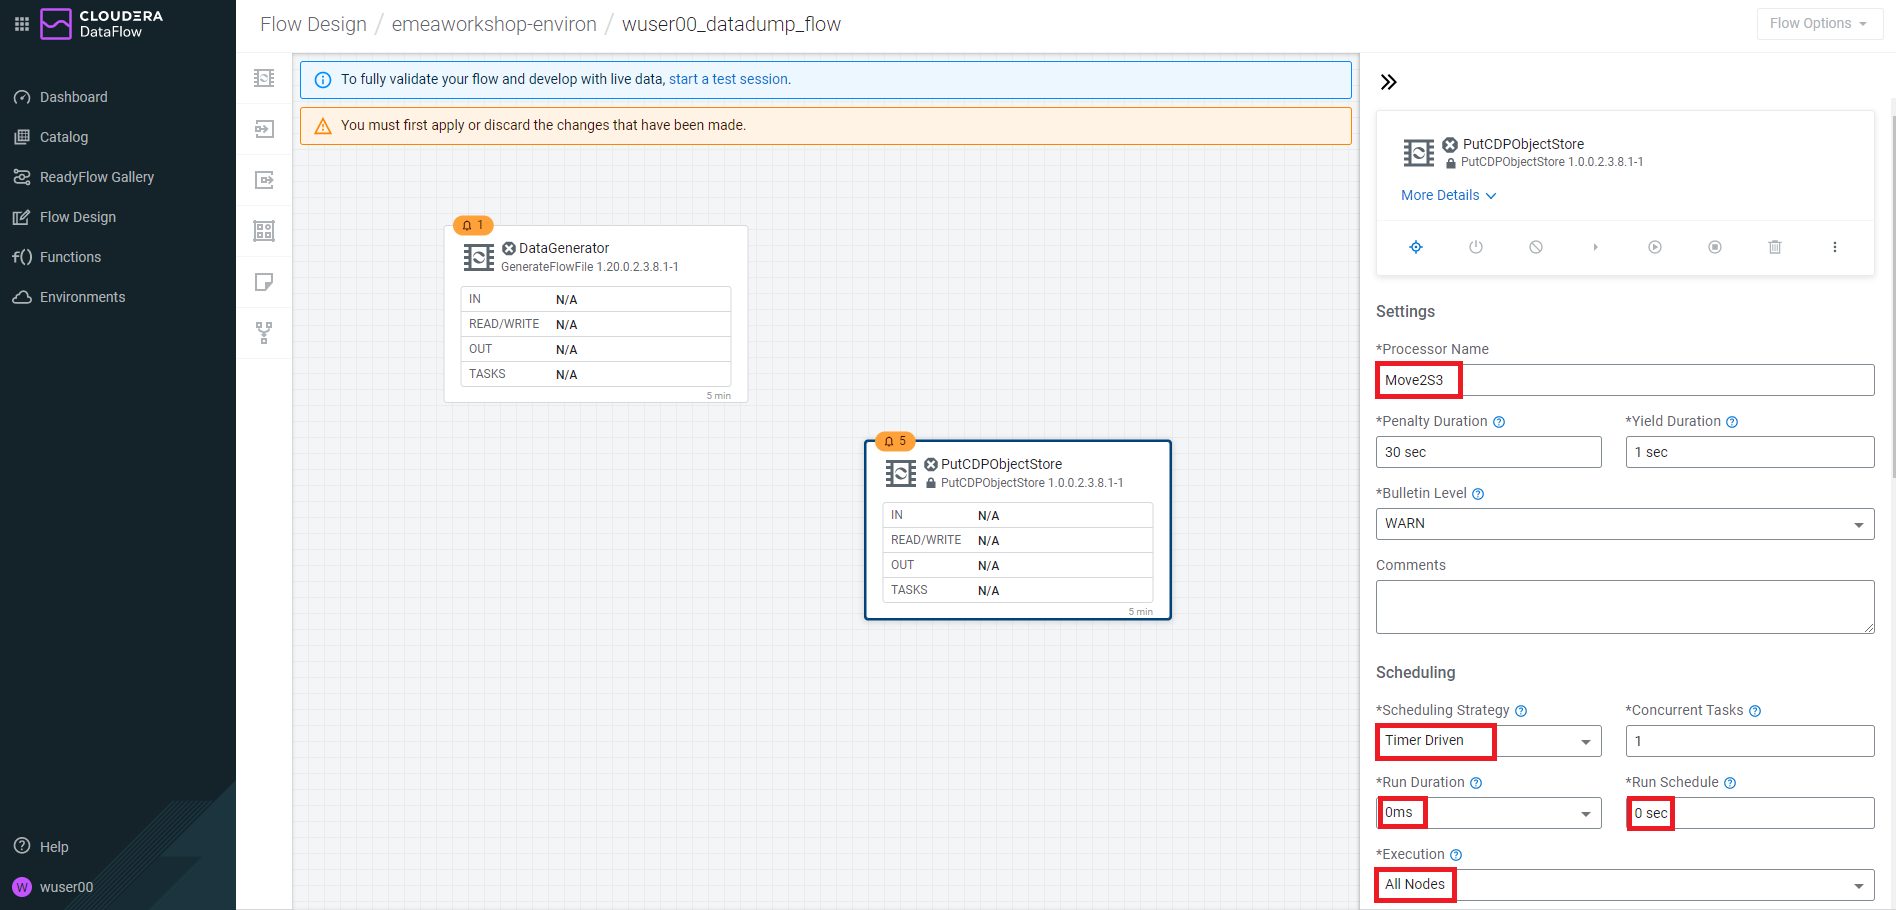 CLOUDERA
DataFlow
Dashboard
Catalog
ReadyFlow Gallery
Flow Design
Functions
Environments
Help
W wuser00
Flow Design / emeaworkshop-environ / wuser00_datadump_flow
Flow Options
To fully validate your flow and develop with live data, start a test session.
You must first apply or discard the changes that have been made.
1
DataGenerator
GenerateFlowFile 1.20.0.2.3.8.1-1
IN N/A
READ/WRITE N/A
OUT N/A
TASKS N/A
5 min
5
PutCDPObjectStore
PutCDPObjectStore 1.0.0.2.3.8.1-1
IN N/A
READ/WRITE N/A
OUT N/A
TASKS N/A
5 min
PutCDPObjectStore
PutCDPObjectStore 1.0.0.2.3.8.1-1
More Details
Settings
*Processor Name
Move2S3
*Penalty Duration *Yield Duration
30 sec 1 sec
*Bulletin Level
WARN
Comments
Scheduling
*Scheduling Strategy *Concurrent Tasks
Timer Driven 1
*Run Duration *Run Schedule
0ms 0 sec
*Execution
All Nodes